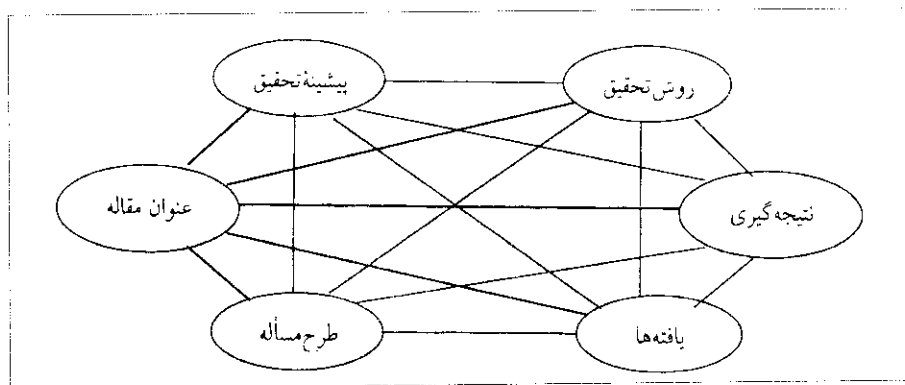 روش تحقیق
پیشینهٔ تحقیق
نتیجه‌گیری
عنوان مقاله
یافته‌ها
طرح مسأله